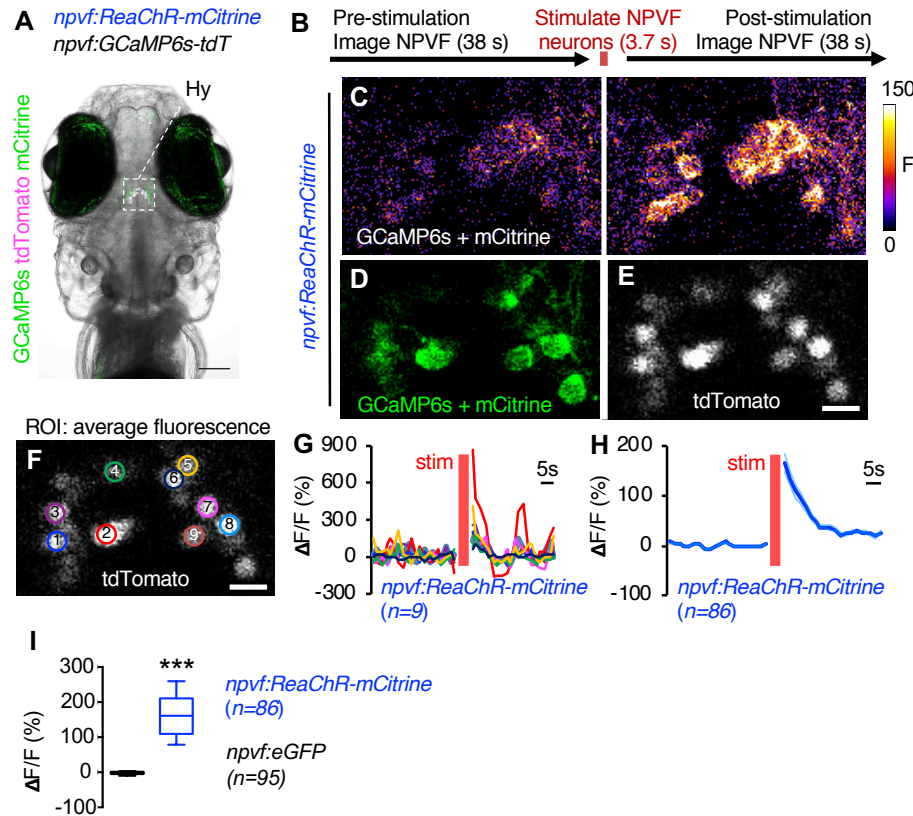 A
npvf:ReaChR-mCitrine
npvf:GCaMP6s-tdT
Hy
GCaMP6s tdTomato mCitrine
B
Pre-stimulation
Image NPVF (38 s)
Stimulate NPVF
neurons (3.7 s)
Post-stimulation
Image NPVF (38 s)
npvf:ReaChR-mCitrine
C
GCaMP6s + mCitrine
150
F
0
D
GCaMP6s + mCitrine
E
tdTomato
ROI: average fluorescence
F
1
2
3
4
5
6
7
8
9
tdTomato
G
900
600
300
0
-300
ΔF/F (%)
stim
5s
npvf:ReaChR-mCitrine
(n=9)
H
200
100
0
-100
ΔF/F (%)
stim
5s
npvf:ReaChR-mCitrine
(n=86)
I
300
200
100
0
-100
ΔF/F (%)
***
npvf:ReaChR-mCitrine
(n=86)
npvf:eGFP
(n=95)